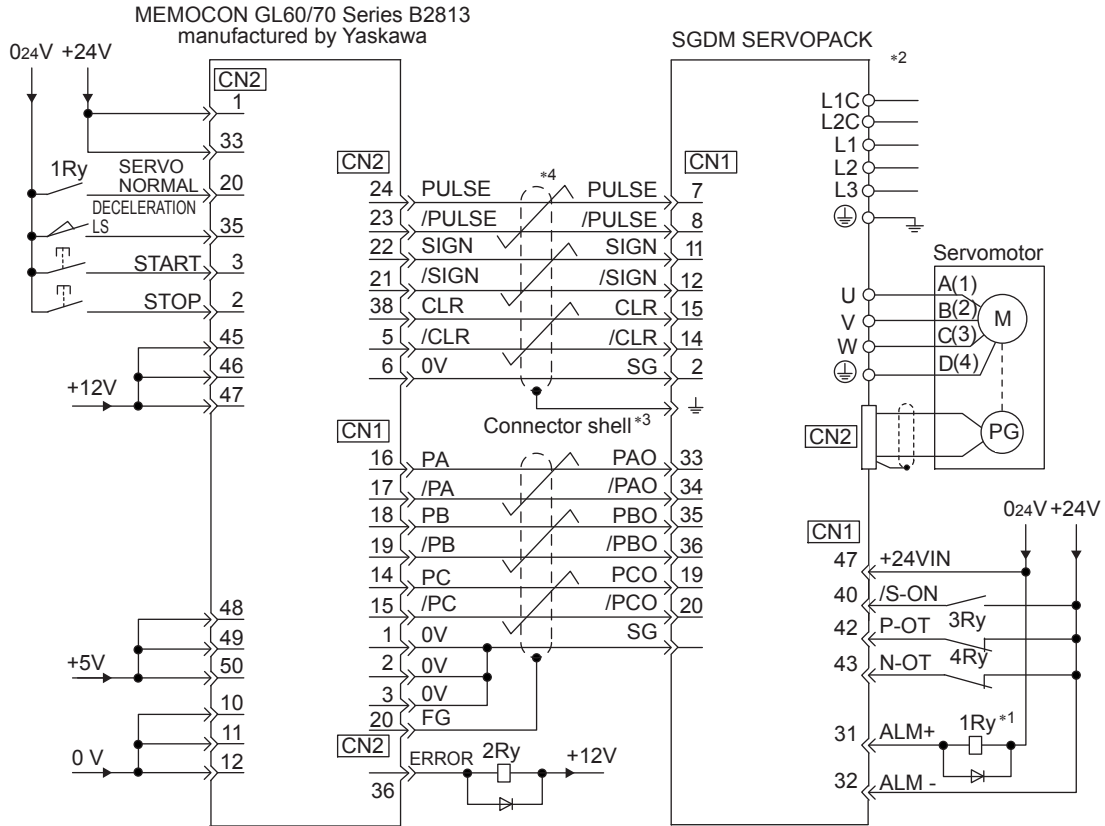 MEMOCON GL60/70 Series B2813
manufactured by Yaskawa
SGDM SERVOPACK
*2
024V +24V
CN2
1
33
1Ry SERVO NORMAL 20
DECELERATION
LS 35
START 3
STOP 2
45
46
+12V 47
48
49
+5V 50
10
11
0 V 12
CN2
CN1
*4
24 PULSE PULSE 7
23 /PULSE /PULSE 8
22 SIGN SIGN 11
21 /SIGN /SIGN 12
38 CLR CLR 15
5 /CLR /CLR 14
6 0V SG 2
Connector shell*3
CN1
16 PA PAO 33
17 /PA /PAO 34
18 PB PBO 35
19 /PB /PBO 36
14 PC PCO 19
15 /PC /PCO 20
1 0V SG
2 0V
3 0V
20 FG
CN2
36 ERROR 2Ry +12V
L1C
L2C
L1
L2
L3
Servomotor
U A(1)
V B(2)
W C(3)
D(4)
M
CN2
PG
024V +24V
CN1
47 +24VIN
40 /S-ON
3Ry
42 P-OT
4Ry
43 N-OT
31 ALM+ 1Ry*1
32 ALM -